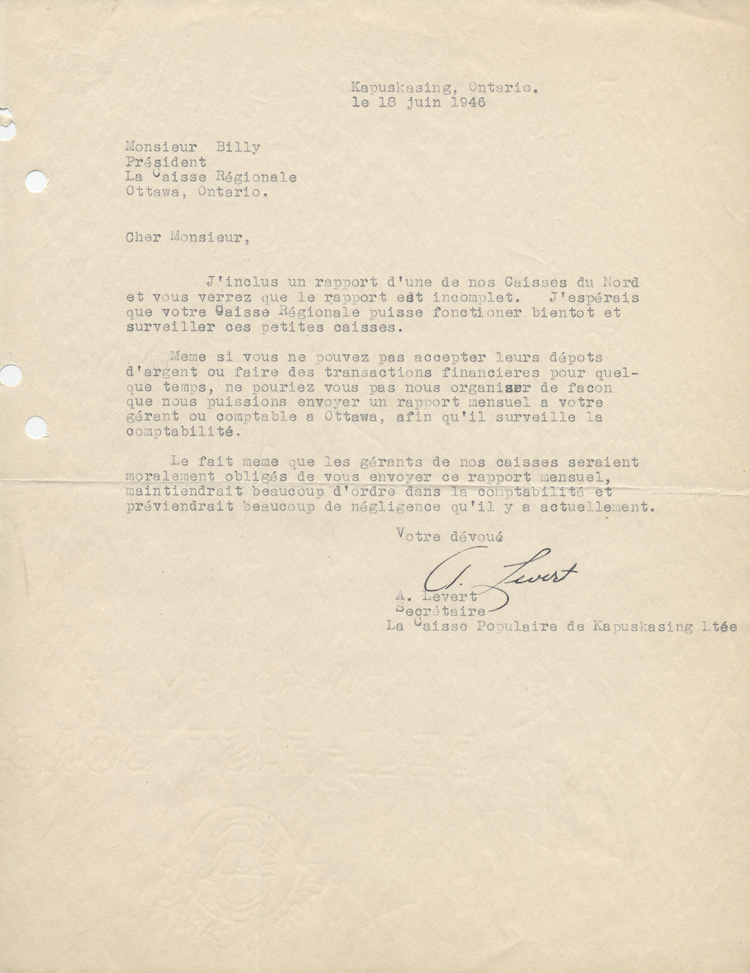 Kapuskasing, Ontario.
le 18 juin 1946
Monsieur Billy
Président
La Caisse Régionale
Ottawa, Ontario.
Cher Monsieur,
J'inclus un rapport d'une de nos Caisses du Nord
et vous verrez que le rapport est incomplet. J'espérais
que votre Caisse Régionale puisse fonctioner bientot et
surveiller ces petites caisses.
Meme si vous ne pouvez pas accepter leurs dépots
d'argent ou faire des transactions financieres pour quel-
que temps, ne pouriez vous pas nous organiser de facon
que nous puissions envoyer un rapport mensuel a votre
gérant ou comptable a Ottawa, afin qu'il surveille la
comptabilité.
Le fait meme que les gérants de nos caisses seraient
moralement obligés de vous envoyer ce rapport mensuel,
maintiendrait beaucoup d'ordre dans la comptabilité et
préviendrait beaucoup de négligence qu'il y a actuellement.
Votre dévoué
A. Levert
A. Levert
Secrétaire
La Caisse Populaire de Kapuskasing Ltée